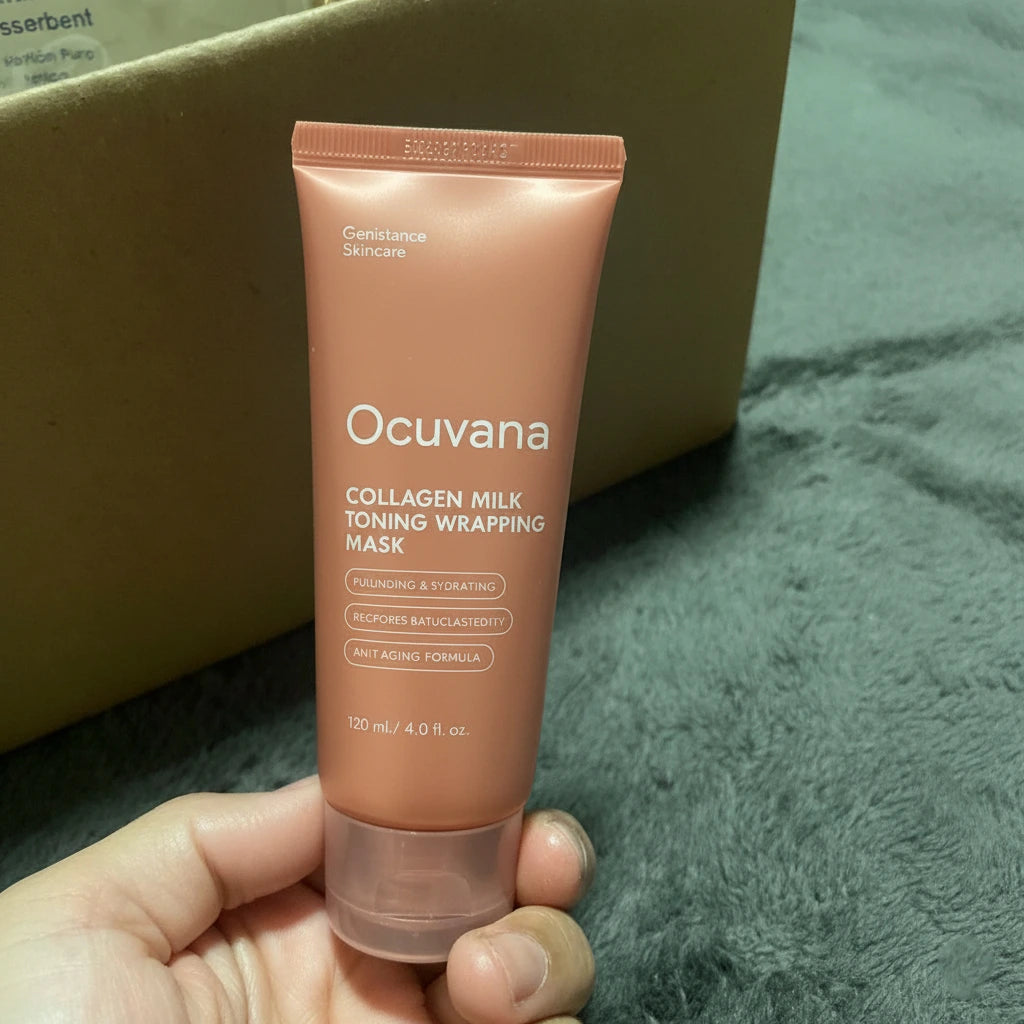 sserbent
Genistance
Skincare
Ocuvana
COLLAGEN MILK
TONING WRAPPING
MASK
PULUNDING & SYDRATING
RECFORES BATUCLASTEDITY
ANIT AGING FORMULA
120 ml./ 4.0 fl. oz.